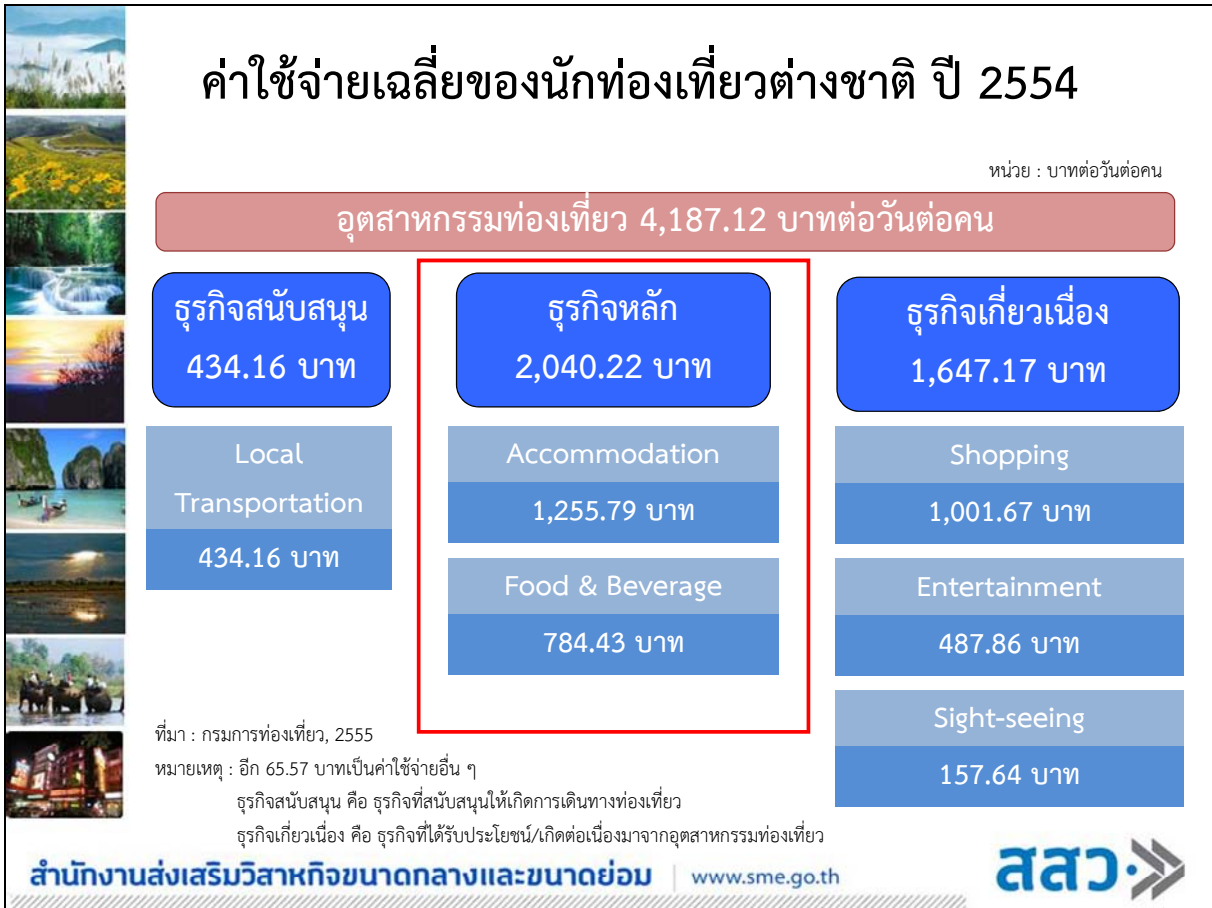 ค่าใช้จ่ายเฉลี่ยของนักท่องเที่ยวต่างชาติ ปี 2554
หน่วย : บาทต่อวันต่อคน
อุตสาหกรรมท่องเที่ยว 4,187.12 บาทต่อวันต่อคน
ธุรกิจสนับสนุน
434.16 บาท
Local
Transportation
434.16 บาท
ธุรกิจหลัก
2,040.22 บาท
Accommodation
1,255.79 บาท
Food & Beverage
784.43 บาท
ธุรกิจเกี่ยวเนื่อง
1,647.17 บาท
Shopping
1,001.67 บาท
Entertainment
487.86 บาท
Sight-seeing
157.64 บาท
ที่มา : กรมการท่องเที่ยว, 2555
หมายเหตุ : อีก 65.57 บาทเป็นค่าใช้จ่ายอื่น ๆ
ธุรกิจสนับสนุน คือ ธุรกิจที่สนับสนุนให้เกิดการเดินทางท่องเที่ยว
ธุรกิจเกี่ยวเนื่อง คือ ธุรกิจที่ได้รับประโยชน์/เกิดต่อเนื่องมาจากอุตสาหกรรมท่องเที่ยว
สำนักงานส่งเสริมวิสาหกิจขนาดกลางและขนาดย่อม www.sme.go.th
สสว